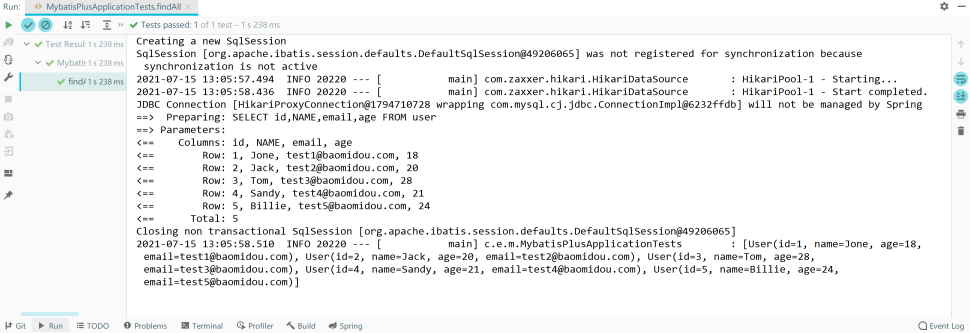 Run: MybatisPlusApplicationTests.findAll ×
» Tests passed: 1 of 1 test – 1 s 238 ms
Test Resul 1 s 238 ms
Mybatis 1 s 238 ms
find 1 s 238 ms
Creating a new SqlSession
SqlSession [org.apache.ibatis.session.defaults.DefaultSqlSession@49206065] was not registered for synchronization because
synchronization is not active
2021-07-15 13:05:57.494  INFO 20220 --- [           main] com.zaxxer.hikari.HikariDataSource       : HikariPool-1 - Starting...
2021-07-15 13:05:58.436  INFO 20220 --- [           main] com.zaxxer.hikari.HikariDataSource       : HikariPool-1 - Start completed.
JDBC Connection [HikariProxyConnection@1794710728 wrapping com.mysql.cj.jdbc.ConnectionImpl@6232ffdb] will not be managed by Spring
==>  Preparing: SELECT id,NAME,email,age FROM user
==> Parameters:
<==    Columns: id, NAME, email, age
<==        Row: 1, Jone, test1@baomidou.com, 18
<==        Row: 2, Jack, test2@baomidou.com, 20
<==        Row: 3, Tom, test3@baomidou.com, 28
<==        Row: 4, Sandy, test4@baomidou.com, 21
<==        Row: 5, Billie, test5@baomidou.com, 24
<==      Total: 5
Closing non transactional SqlSession [org.apache.ibatis.session.defaults.DefaultSqlSession@49206065]
2021-07-15 13:05:58.510  INFO 20220 --- [           main] c.e.m.MybatisPlusApplicationTests        : [User(id=1, name=Jone, age=18,
email=test1@baomidou.com), User(id=2, name=Jack, age=20, email=test2@baomidou.com), User(id=3, name=Tom, age=28,
email=test3@baomidou.com), User(id=4, name=Sandy, age=21, email=test4@baomidou.com), User(id=5, name=Billie, age=24,
email=test5@baomidou.com)]
Git Run TODO Problems Terminal Profiler Build Spring Event Log